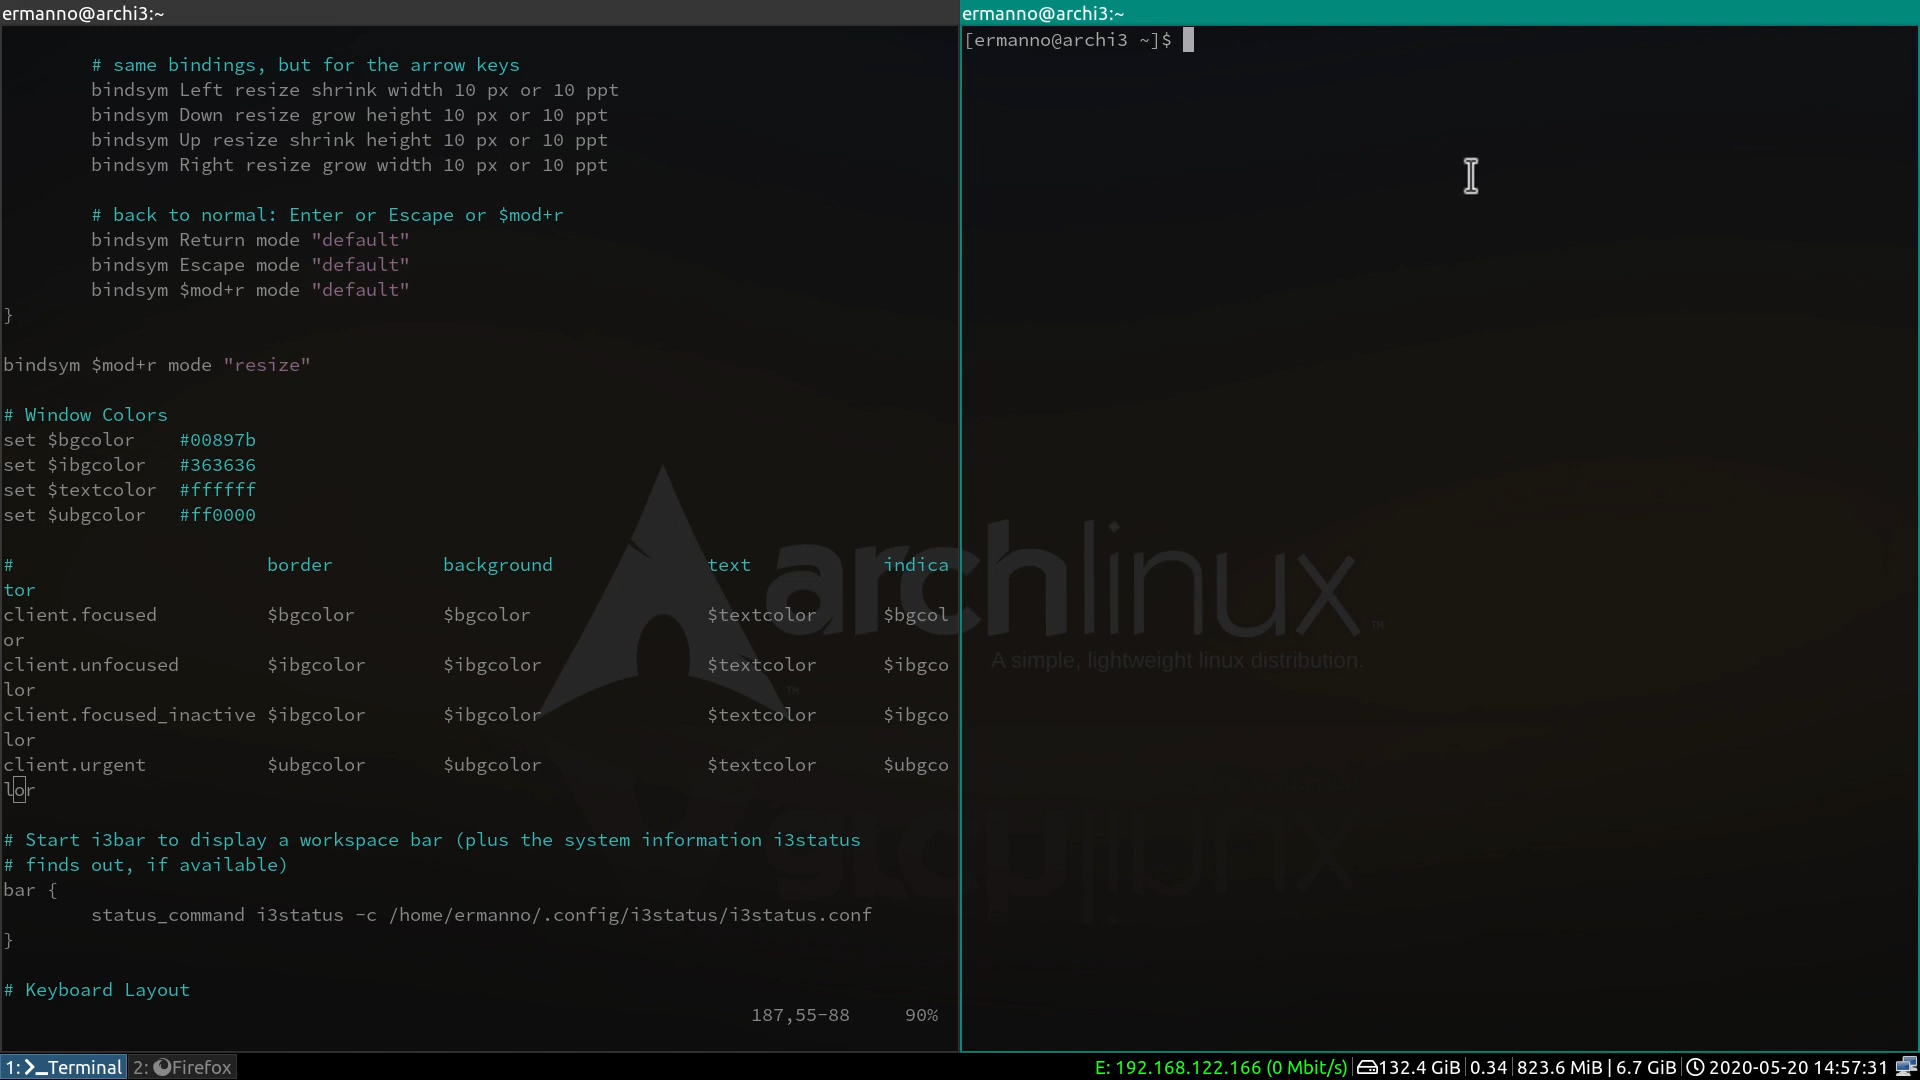 ermanno@archi3:~
        # same bindings, but for the arrow keys
        bindsym Left resize shrink width 10 px or 10 ppt
        bindsym Down resize grow height 10 px or 10 ppt
        bindsym Up resize shrink height 10 px or 10 ppt
        bindsym Right resize grow width 10 px or 10 ppt
        # back to normal: Enter or Escape or $mod+r
        bindsym Return mode "default"
        bindsym Escape mode "default"
        bindsym $mod+r mode "default"
}
bindsym $mod+r mode "resize"
# Window Colors
set $bgcolor    #00897b
set $ibgcolor   #363636
set $textcolor  #ffffff
set $ubgcolor   #ff0000
#                       border          background              text            indica
tor
client.focused          $bgcolor        $bgcolor                $textcolor      $bgcol
or
client.unfocused        $ibgcolor       $ibgcolor               $textcolor      $ibgco
lor
client.focused_inactive $ibgcolor       $ibgcolor               $textcolor      $ibgco
lor
client.urgent           $ubgcolor       $ubgcolor               $textcolor      $ubgco
lor
# Start i3bar to display a workspace bar (plus the system information i3status
# finds out, if available)
bar {
        status_command i3status -c /home/ermanno/.config/i3status/i3status.conf
}
# Keyboard Layout
187,55-88     90%
ermanno@archi3:~
[ermanno@archi3 ~]$
archlinux™
A simple, lightweight linux distribution.
™
1: Terminal
2: Firefox
E: 192.168.122.166 (0 Mbit/s) | 132.4 GiB | 0.34 | 823.6 MiB | 6.7 GiB | 2020-05-20 14:57:31